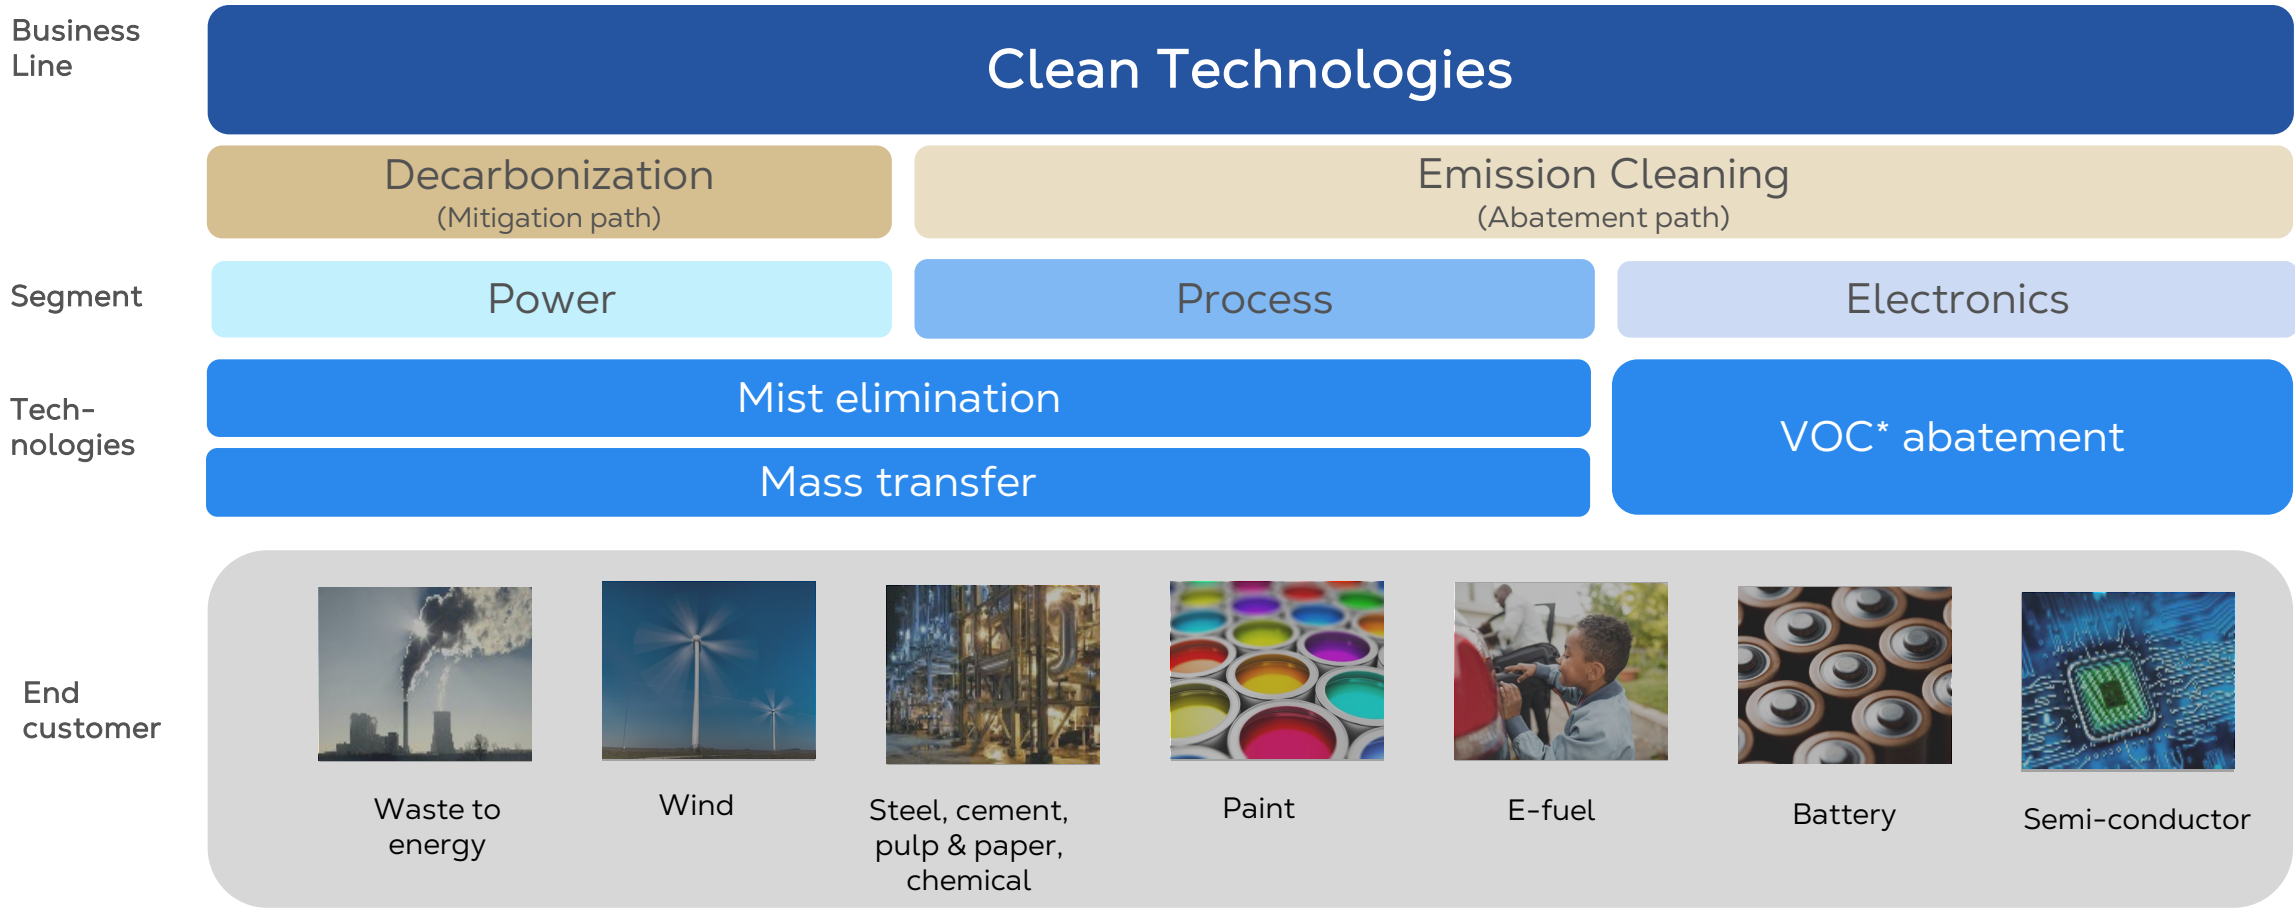 Business
Line
Clean Technologies
Decarbonization
(Mitigation path)
Emission Cleaning
(Abatement path)
Segment
Power
Process
Electronics
Tech-
nologies
Mist elimination
Mass transfer
VOC* abatement
End
customer
Waste to
energy
Wind
Steel, cement,
pulp & paper,
chemical
Paint
E-fuel
Battery
Semi-conductor